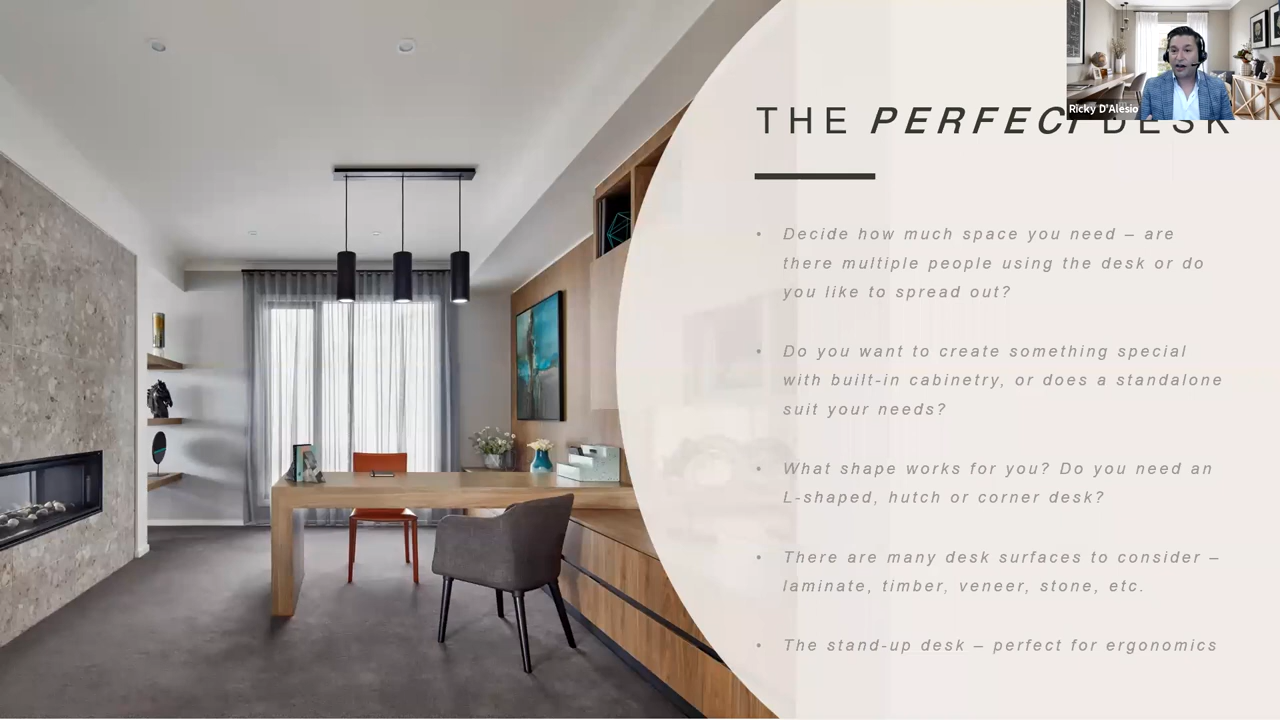 Ricky D'Alesio
THE PERFECT DESK
• Decide how much space you need – are
there multiple people using the desk or do
you like to spread out?
• Do you want to create something special
with built-in cabinetry, or does a standalone
suit your needs?
• What shape works for you? Do you need an
L-shaped, hutch or corner desk?
• There are many desk surfaces to consider –
laminate, timber, veneer, stone, etc.
• The stand-up desk – perfect for ergonomics